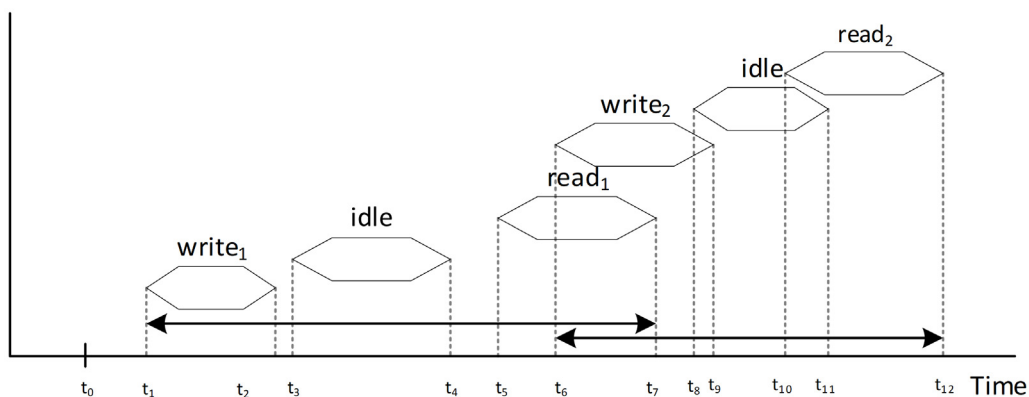 read₂
idle
write₂
read₁
idle
write₁
t₀ t₁ t₂ t₃ t₄ t₅ t₆ t₇ t₈ t₉ t₁₀ t₁₁ t₁₂ Time